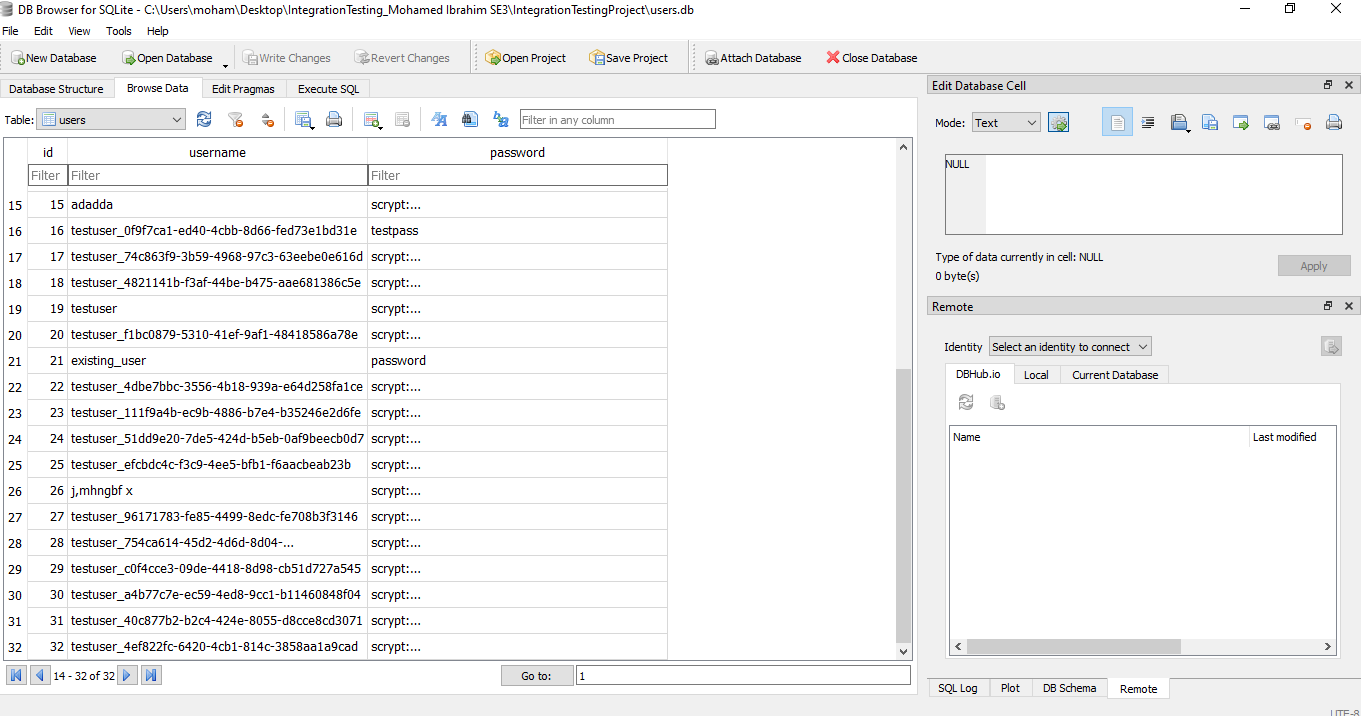 DB Browser for SQLite - C:\Users\moham\Desktop\IntegrationTesting_Mohamed Ibrahim SE3\IntegrationTestingProject\users.db
File Edit View Tools Help
New Database Open Database Write Changes Revert Changes Open Project Save Project Attach Database Close Database
Database Structure Browse Data Edit Pragmas Execute SQL
Table: users Filter in any column
id username password
Filter Filter Filter
15 15 adadda scrypt:...
16 16 testuser_0f9f7ca1-ed40-4cbb-8d66-fed73e1bd31e testpass
17 17 testuser_74c863f9-3b59-4968-97c3-63eebe0e616d scrypt:...
18 18 testuser_4821141b-f3af-44be-b475-aae681386c5e scrypt:...
19 19 testuser scrypt:...
20 20 testuser_f1bc0879-5310-41ef-9af1-48418586a78e scrypt:...
21 21 existing_user password
22 22 testuser_4dbe7bbc-3556-4b18-939a-e64d258fa1ce scrypt:...
23 23 testuser_111f9a4b-ec9b-4886-b7e4-b35246e2d6fe scrypt:...
24 24 testuser_51dd9e20-7de5-424d-b5eb-0af9beecb0d7 scrypt:...
25 25 testuser_efcbdc4c-f3c9-4ee5-bfb1-f6aacbeab23b scrypt:...
26 26 j,mhngbf x scrypt:...
27 27 testuser_96171783-fe85-4499-8edc-fe708b3f3146 scrypt:...
28 28 testuser_754ca614-45d2-4d6d-8d04-... scrypt:...
29 29 testuser_c0f4cce3-09de-4418-8d98-cb51d727a545 scrypt:...
30 30 testuser_a4b77c7e-ec59-4ed8-9cc1-b11460848f04 scrypt:...
31 31 testuser_40c877b2-b2c4-424e-8055-d8cce8cd3071 scrypt:...
32 32 testuser_4ef822fc-6420-4cb1-814c-3858aa1a9cad scrypt:...
14 - 32 of 32 Go to: 1
Edit Database Cell
Mode: Text
NULL
Type of data currently in cell: NULL
0 byte(s)
Apply
Remote
Identity Select an identity to connect
DBHub.io Local Current Database
Name Last modified
SQL Log Plot DB Schema Remote
UTF-8